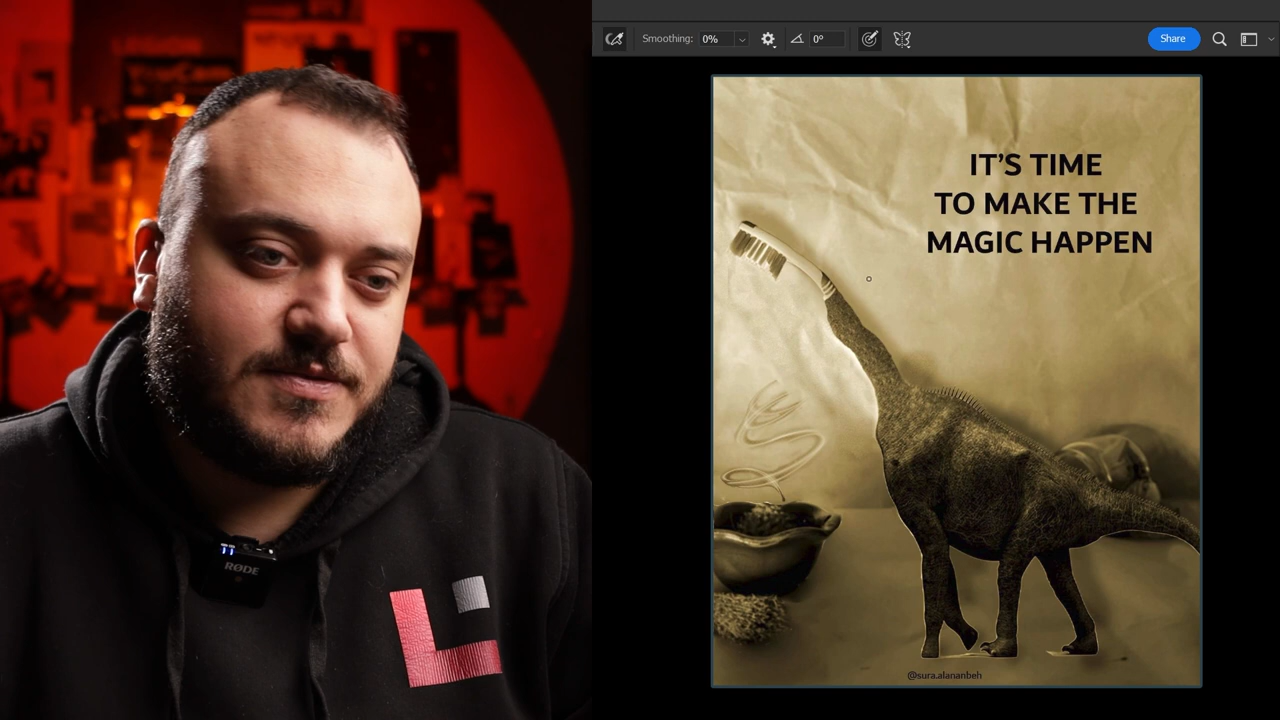 Smoothing: 0% 0° Share
IT’S TIME
TO MAKE THE
MAGIC HAPPEN
RØDE
@sura.alananbeh